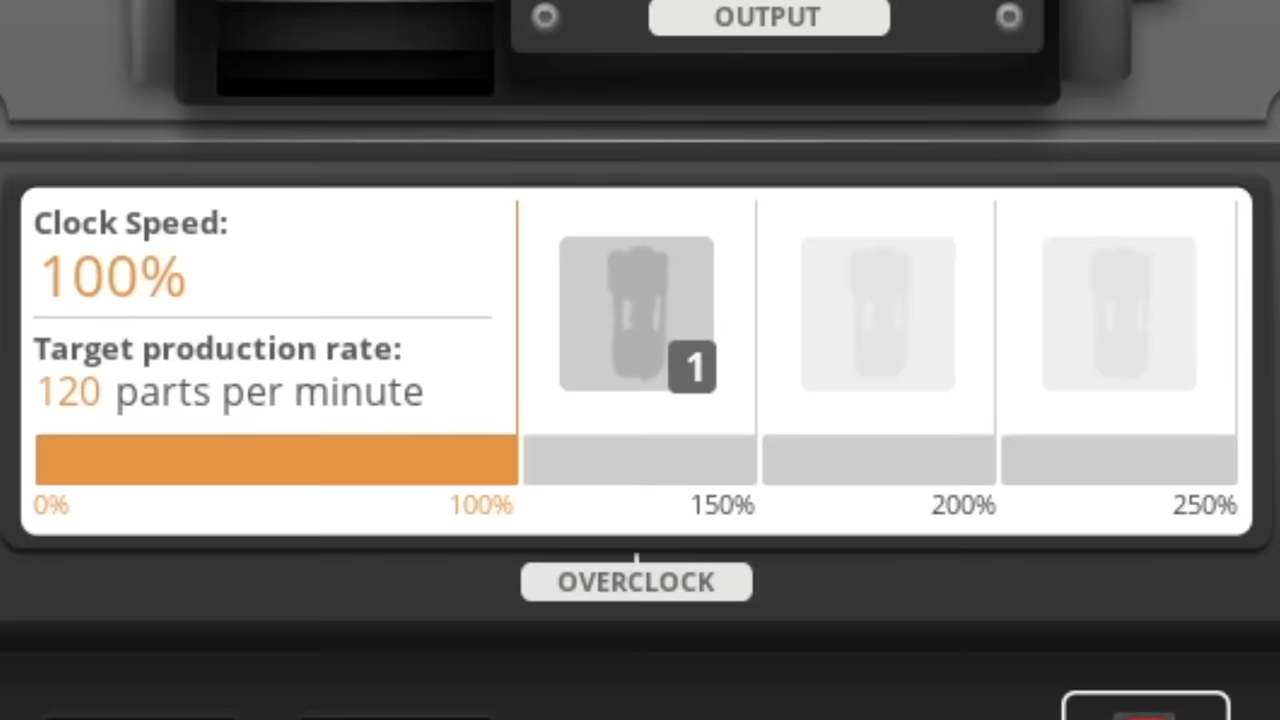 OUTPUT
Clock Speed:
100%
Target production rate:
120 parts per minute
1
0% 100% 150% 200% 250%
OVERCLOCK